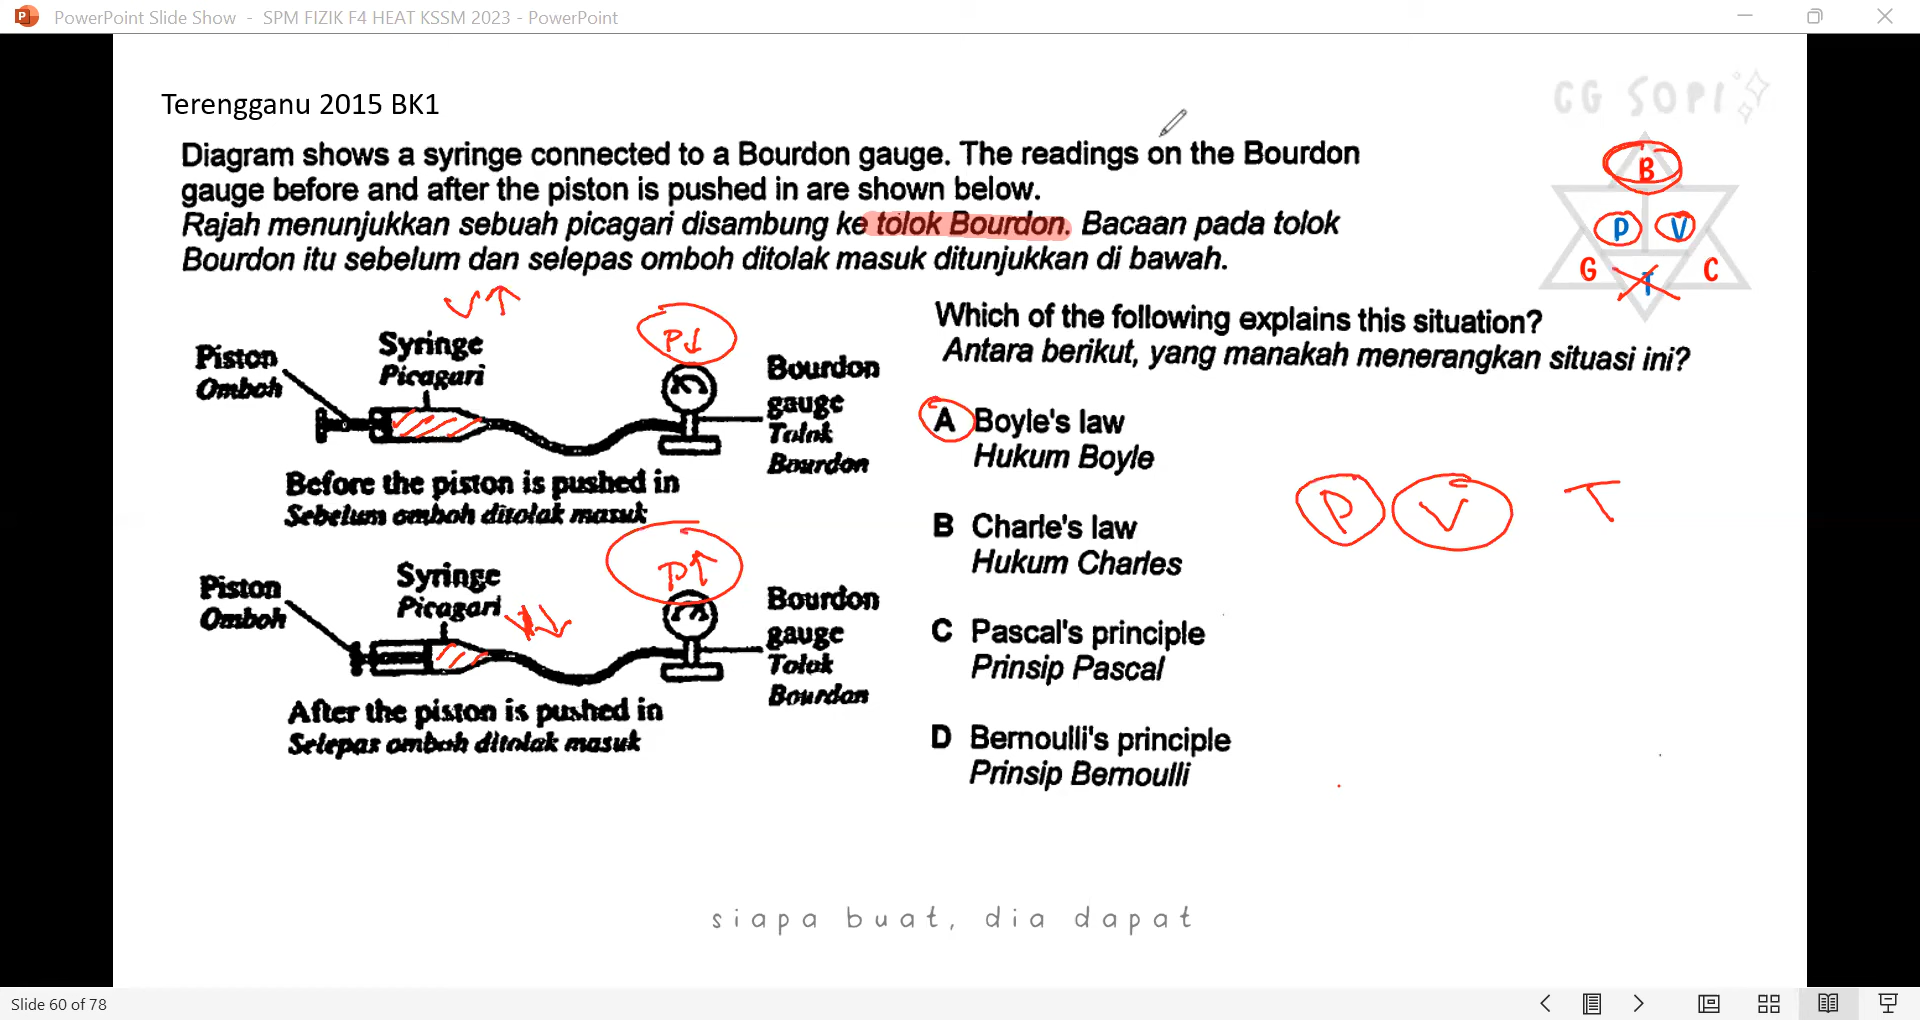 PowerPoint Slide Show - SPM FIZIK F4 HEAT KSSM 2023 - PowerPoint
CG SOPI
Terengganu 2015 BK1
Diagram shows a syringe connected to a Bourdon gauge. The readings on the Bourdon
gauge before and after the piston is pushed in are shown below.
Rajah menunjukkan sebuah picagari disambung ke tolok Bourdon. Bacaan pada tolok
Bourdon itu sebelum dan selepas omboh ditolak masuk ditunjukkan di bawah.
B
P V
G T C
V↑
P↓
Piston
Omboh
Syringe
Picagari
Bourdon
gauge
Tolok
Bourdon
Before the piston is pushed in
Sebelum omboh ditolak masuk
P↑
Piston
Omboh
Syringe
Picagari
V↓
Bourdon
gauge
Tolok
Bourdon
After the piston is pushed in
Selepas omboh ditolak masuk
Which of the following explains this situation?
Antara berikut, yang manakah menerangkan situasi ini?
A Boyle's law
Hukum Boyle
B Charle's law
Hukum Charles
C Pascal's principle
Prinsip Pascal
D Bernoulli's principle
Prinsip Bernoulli
P V T
siapa buat, dia dapat
Slide 60 of 78